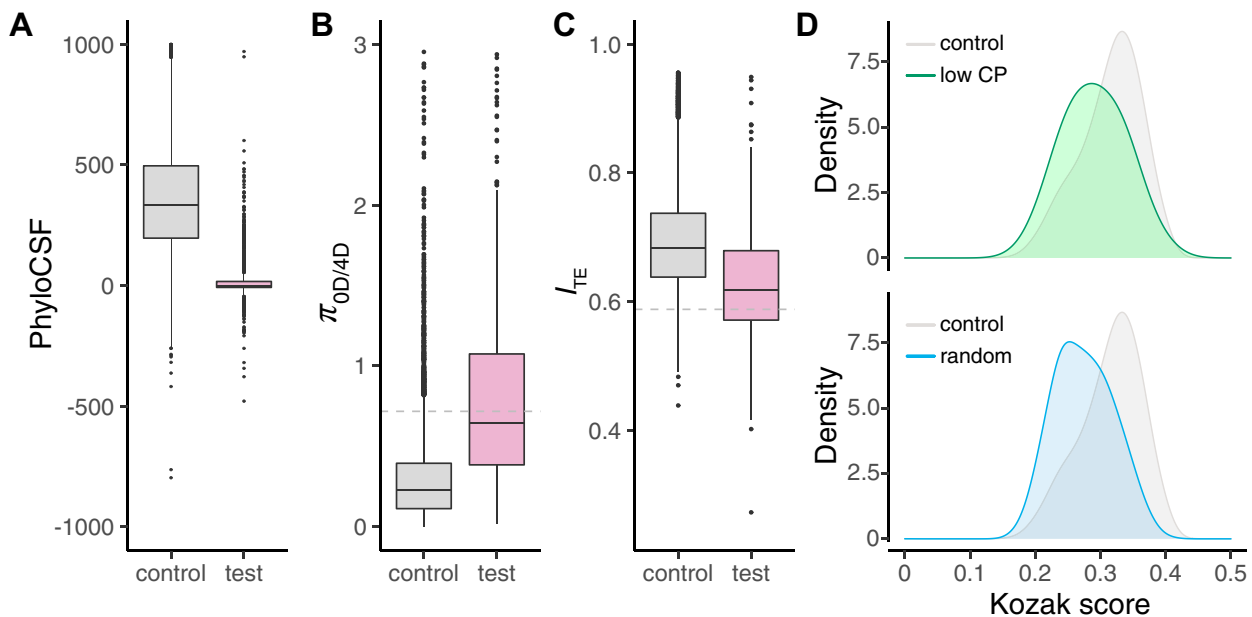 A
PhyloCSF
1000
500
0
-500
-1000
control test
B
π0D/4D
3
2
1
0
control test
C
ITE
1.0
0.8
0.6
0.4
control test
D
Density
7.5
5.0
2.5
0
control
low CP
Density
7.5
5.0
2.5
0
control
random
0 0.1 0.2 0.3 0.4 0.5
Kozak score